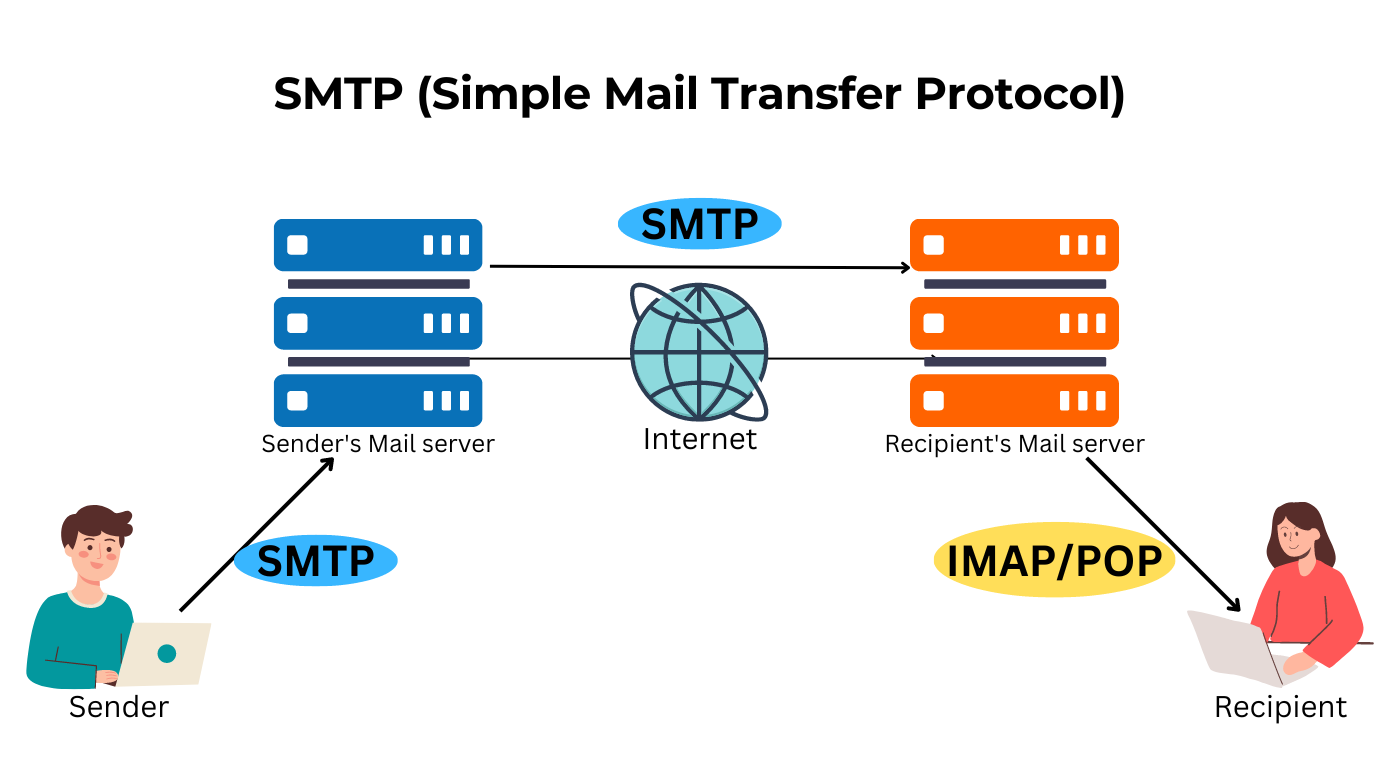 SMTP (Simple Mail Transfer Protocol)
SMTP
Internet
Sender's Mail server
Recipient's Mail server
SMTP
IMAP/POP
Sender
Recipient